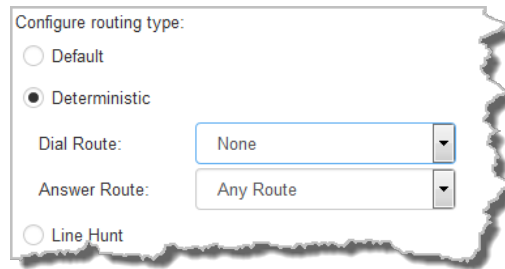 Configure routing type:
Default
Deterministic
Dial Route: None
Answer Route: Any Route
Line Hunt